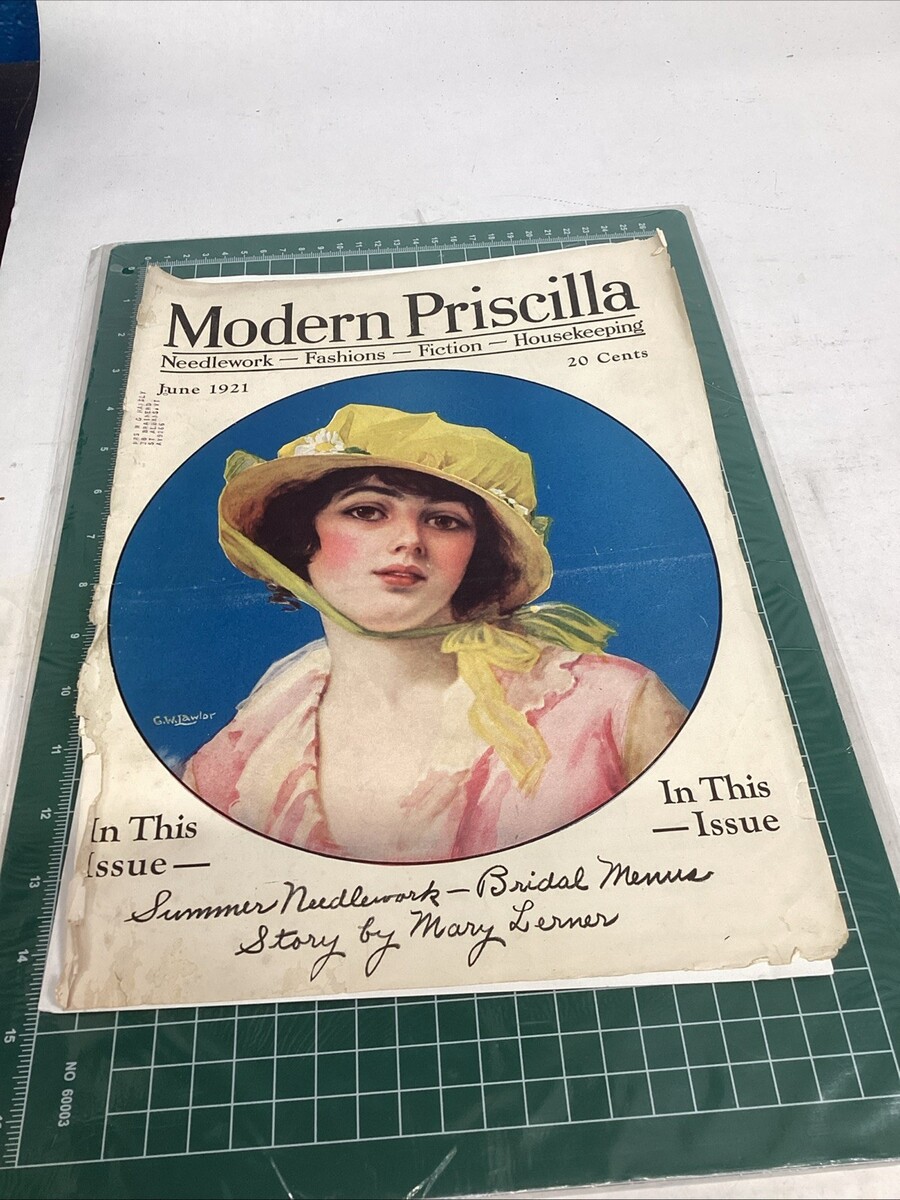 Modern Priscilla
Needlework — Fashions — Fiction — Housekeeping
June 1921
20 Cents
G.W. Lawlor
In This
Issue —
In This
— Issue
Summer Needlework — Bridal Menus
Story by Mary Lerner
NO 60003